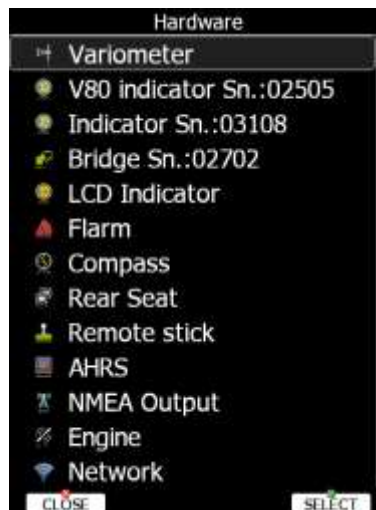 Hardware
Variometer
V80 indicator Sn.:02505
Indicator Sn.:03108
Bridge Sn.:02702
LCD Indicator
Flarm
Compass
Rear Seat
Remote stick
AHRS
NMEA Output
Engine
Network
CLOSE SELECT